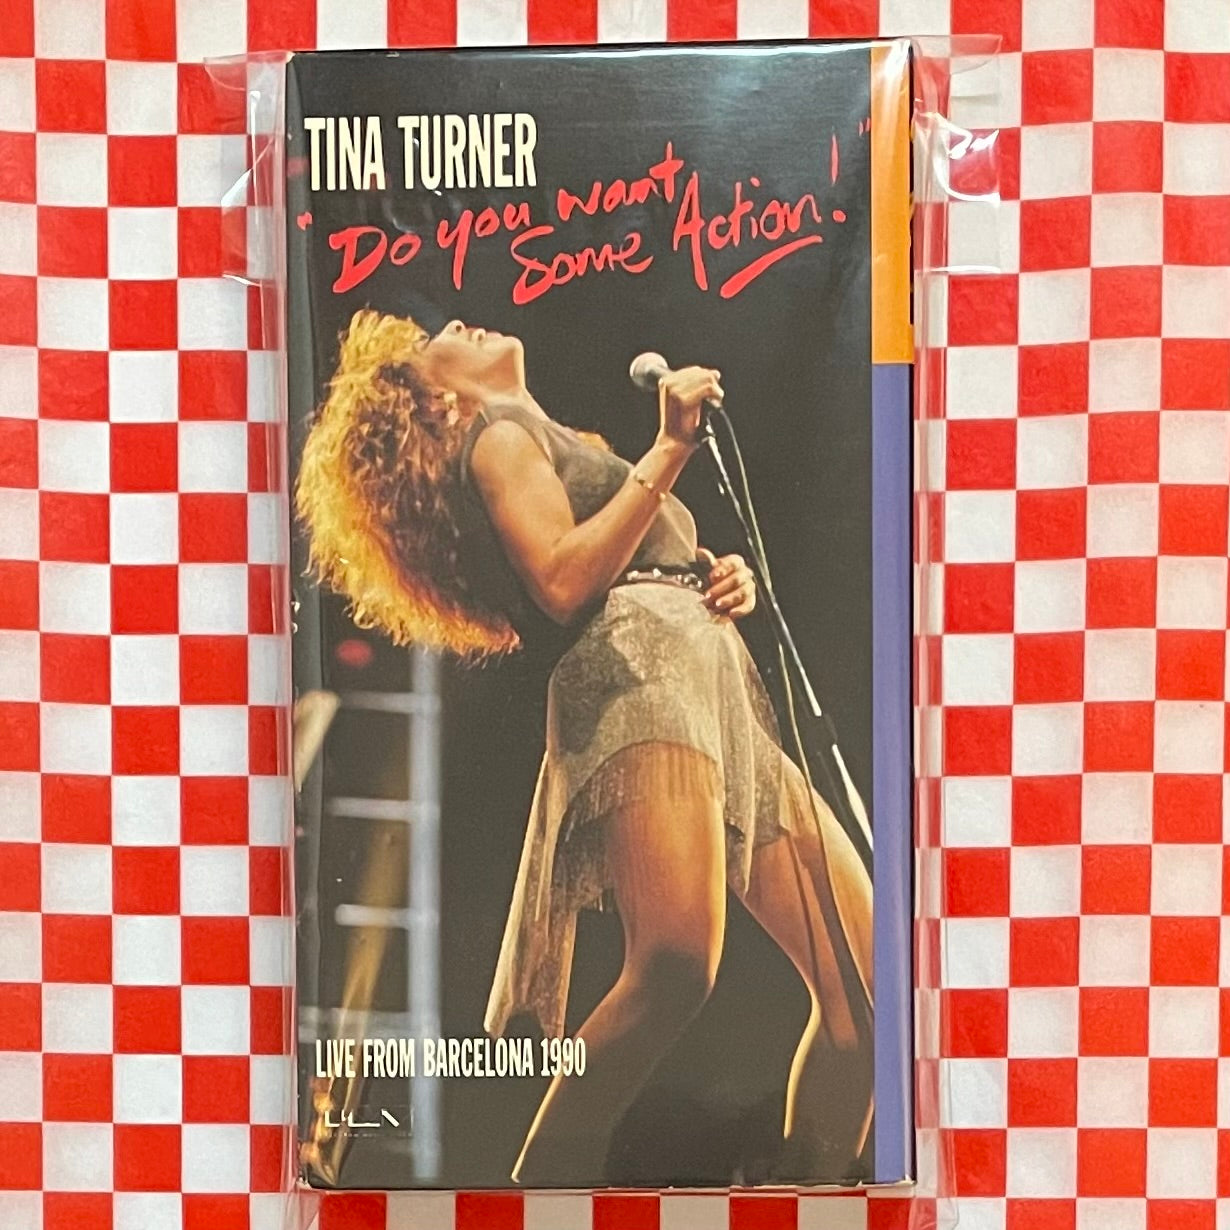 TINA TURNER
"Do you want
Some Action!"
LIVE FROM BARCELONA 1990